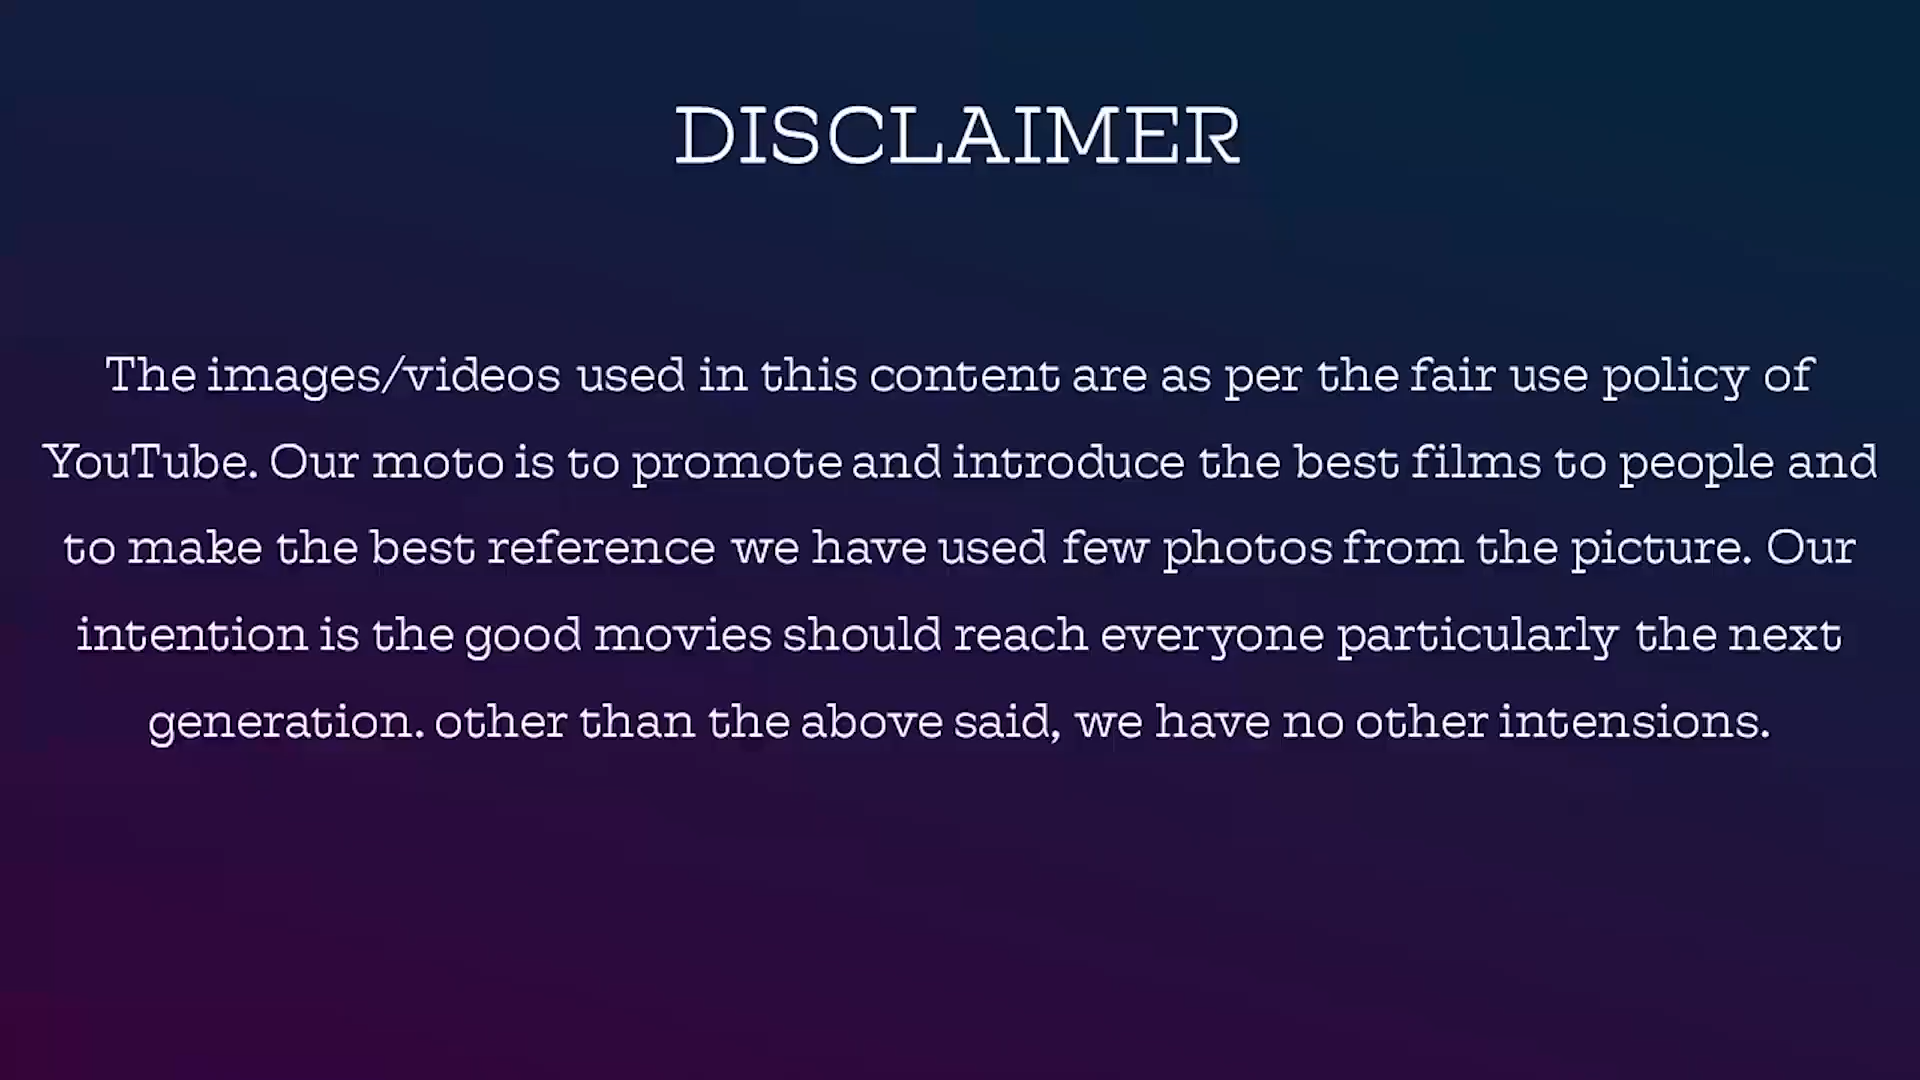 DISCLAIMER
The images/videos used in this content are as per the fair use policy of
YouTube. Our moto is to promote and introduce the best films to people and
to make the best reference we have used few photos from the picture. Our
intention is the good movies should reach everyone particularly the next
generation. other than the above said, we have no other intensions.